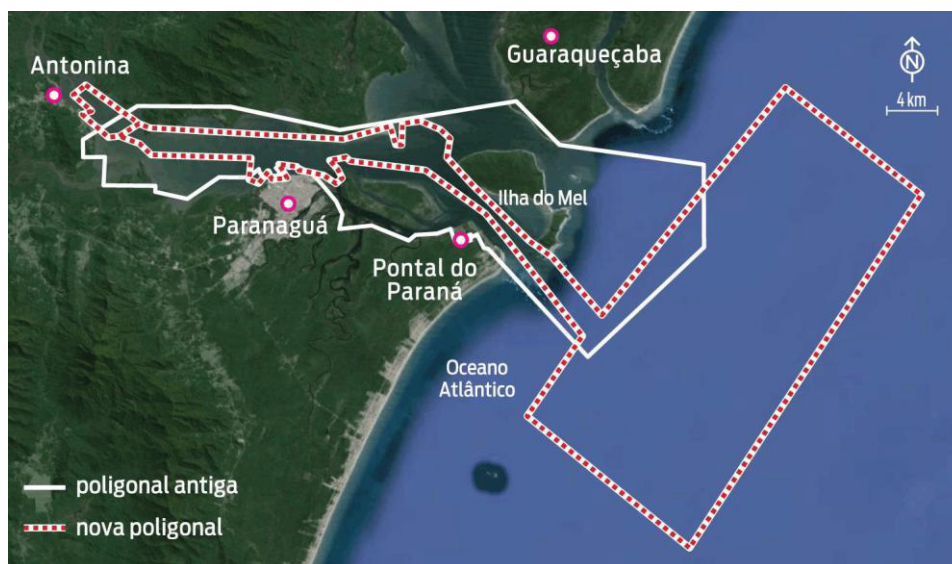 Antonina
Guaraqueçaba
N
4 km
Ilha do Mel
Paranaguá
Pontal do
Paraná
Oceano
Atlântico
poligonal antiga
nova poligonal